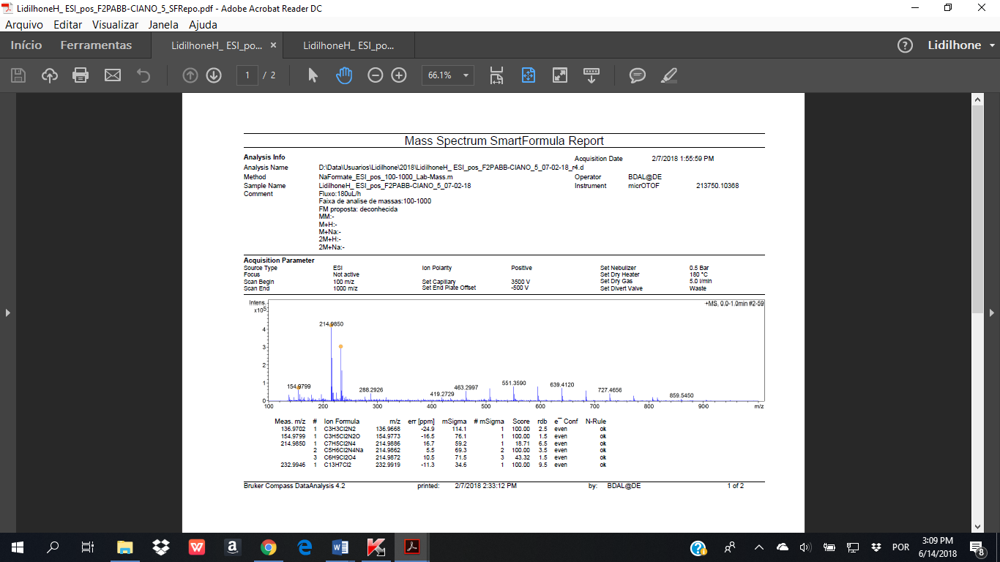 LidilhoneH_ ESI_pos_F2PABB-CIANO_5_SFRepo.pdf - Adobe Acrobat Reader DC
Arquivo Editar Visualizar Janela Ajuda
Início Ferramentas LidilhoneH_ ESI_po... × LidilhoneH_ ESI_po... Lidilhone
1 / 2 66.1%
Mass Spectrum SmartFormula Report
Analysis Info Acquisition Date 2/7/2018 1:55:59 PM
Analysis Name D:\Data\Usuarios\Lidilhone\2018\LidilhoneH_ ESI_pos_F2PABB-CIANO_5_07-02-18_r4.d
Method NaFormate_ESI_pos_100-1000_Lab-Mass.m Operator BDAL@DE
Sample Name LidilhoneH_ ESI_pos_F2PABB-CIANO_5_07-02-18 Instrument micrOTOF 213750.10368
Comment Fluxo:180uL/h
Faixa de analise de massas:100-1000
FM proposta: deconhecida
MM:-
M+H:-
M+Na:-
2M+H:-
2M+Na:-
Acquisition Parameter
Source Type ESI Ion Polarity Positive Set Nebulizer 0.5 Bar
Focus Not active Set Dry Heater 180 °C
Scan Begin 100 m/z Set Capillary 3500 V Set Dry Gas 5.0 l/min
Scan End 1000 m/z Set End Plate Offset -500 V Set Divert Valve Waste
Intens. +MS, 0.0-1.0min #2-59
x10⁵
214.9850
4
3
2
1 154.9799 288.2926 419.2729 463.2997 551.3590 639.4120 727.4656 859.5450
0
100 200 300 400 500 600 700 800 900 m/z
Meas. m/z # Ion Formula m/z err [ppm] mSigma # mSigma Score rdb e⁻ Conf N-Rule
136.9702 1 C3H3Cl2N2 136.9668 -24.9 114.1 1 100.00 2.5 even ok
154.9799 1 C3H5Cl2N2O 154.9773 -16.5 76.1 1 100.00 1.5 even ok
214.9850 1 C7H5Cl2N4 214.9886 16.7 59.2 1 18.71 6.5 even ok
2 C5H6Cl2N4Na 214.9862 5.5 69.3 2 100.00 3.5 even ok
3 C6H9Cl2O4 214.9872 10.5 71.5 3 43.32 1.5 even ok
232.9946 1 C13H7Cl2 232.9919 -11.3 34.6 1 100.00 9.5 even ok
Bruker Compass DataAnalysis 4.2 printed: 2/7/2018 2:33:12 PM by: BDAL@DE 1 of 2
POR 3:09 PM
6/14/2018 8